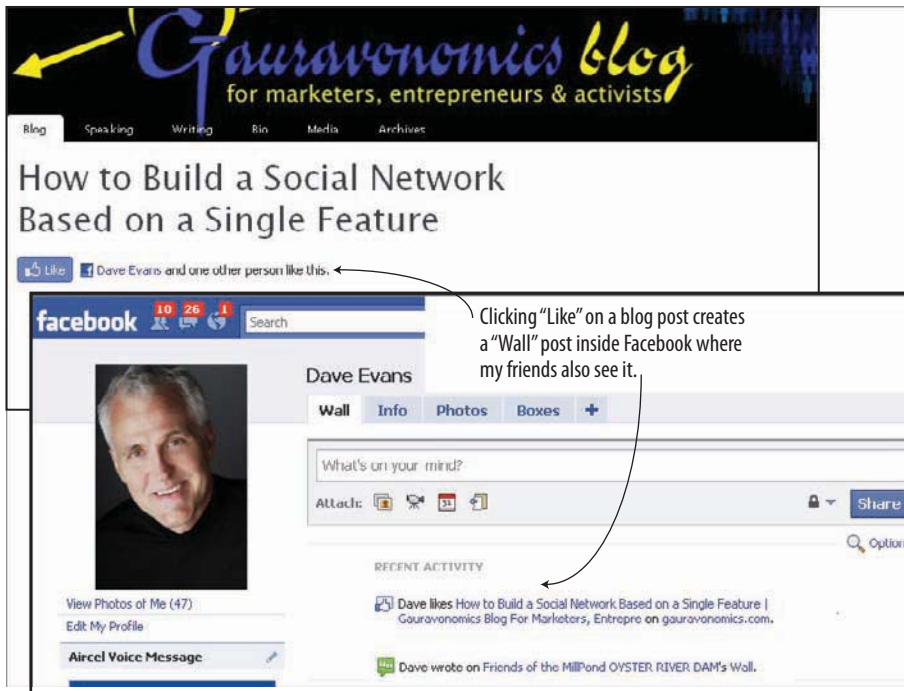 Gauravonomics blog
for marketers, entrepreneurs & activists
Blog Speaking Writing Bio Media Archives
How to Build a Social Network
Based on a Single Feature
Like Dave Evans and one other person like this.
Clicking "Like" on a blog post creates
a "Wall" post inside Facebook where
my friends also see it.
facebook 10 26 1 Search
Dave Evans
Wall Info Photos Boxes +
What's on your mind?
Attach: 31 Share
Option
RECENT ACTIVITY
Dave likes How to Build a Social Network Based on a Single Feature |
Gauravonomics Blog For Marketers, Entrepre on gauravonomics.com.
Dave wrote on Friends of the MillPond OYSTER RIVER DAM's Wall.
View Photos of Me (47)
Edit My Profile
Aircel Voice Message